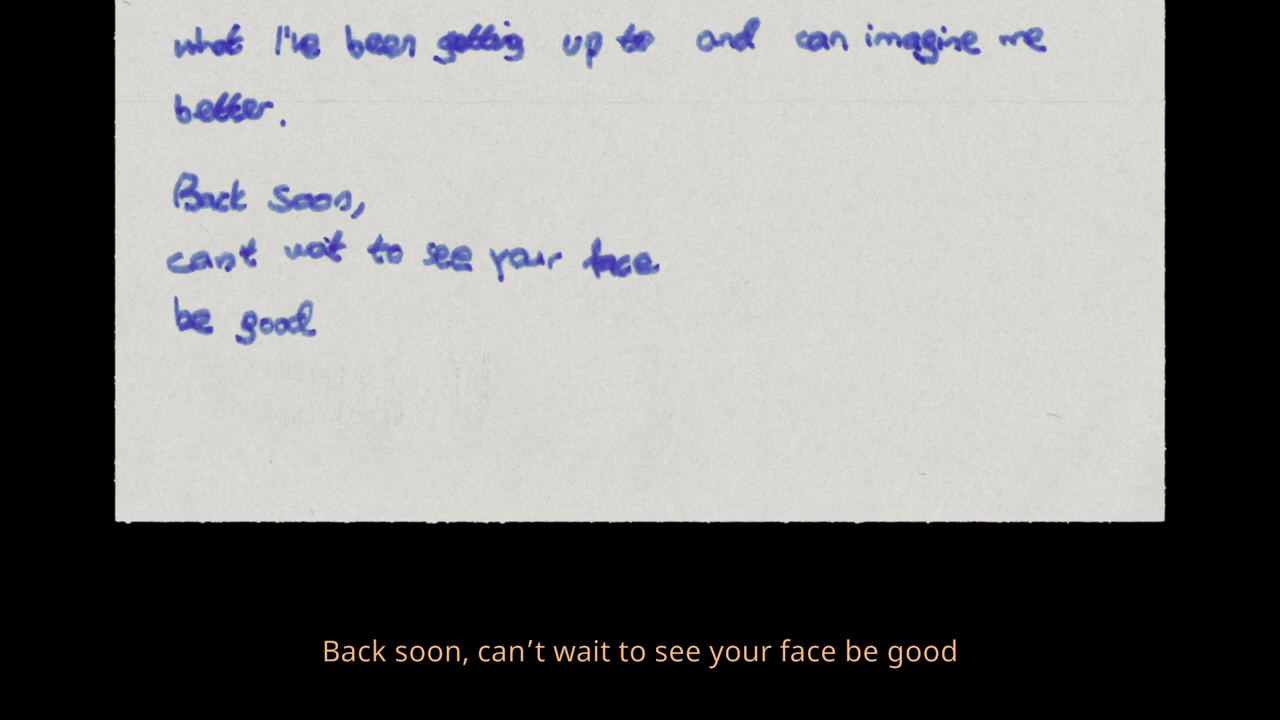 what I've been getting up to and can imagine me
better.
Back soon,
can't wait to see your face
be good
Back soon, can’t wait to see your face be good